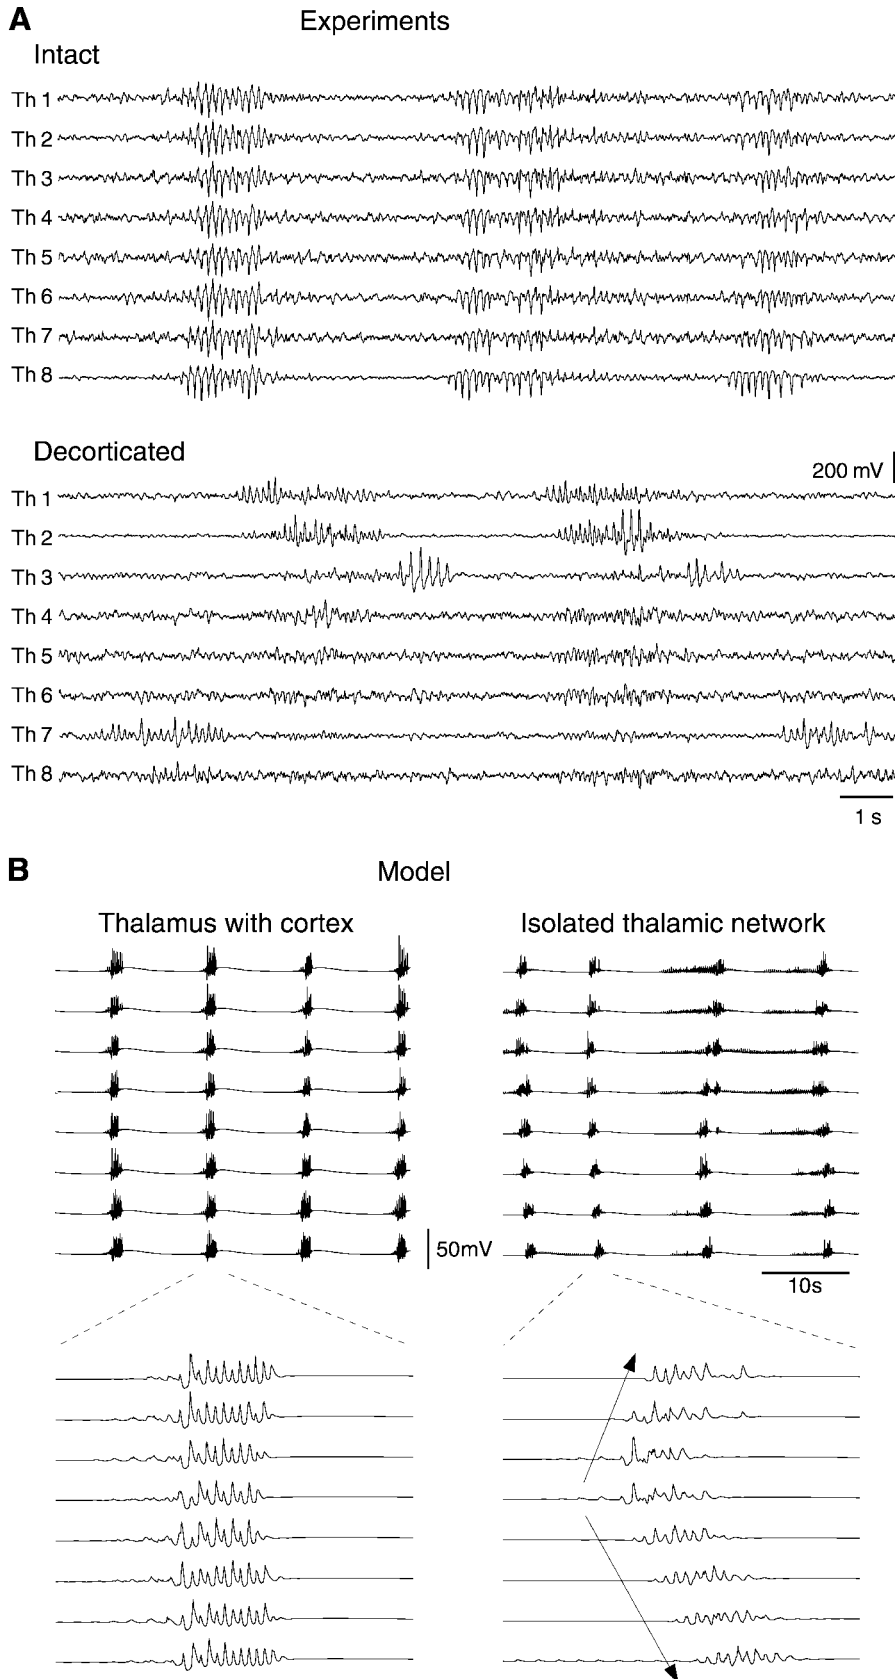 A Experiments
Intact
Th 1
Th 2
Th 3
Th 4
Th 5
Th 6
Th 7
Th 8
Decorticated
200 mV
Th 1
Th 2
Th 3
Th 4
Th 5
Th 6
Th 7
Th 8
1 s
B Model
Thalamus with cortex Isolated thalamic network
50mV
10s